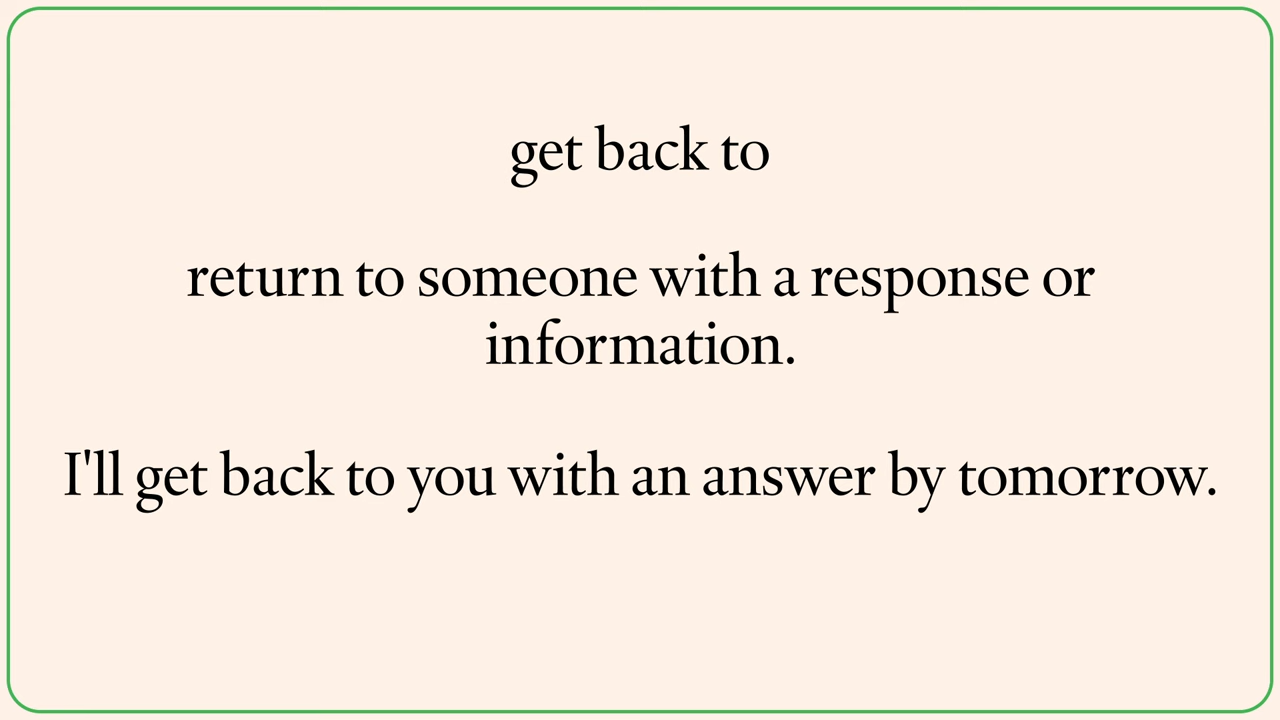 get back to
return to someone with a response or
information.
I'll get back to you with an answer by tomorrow.